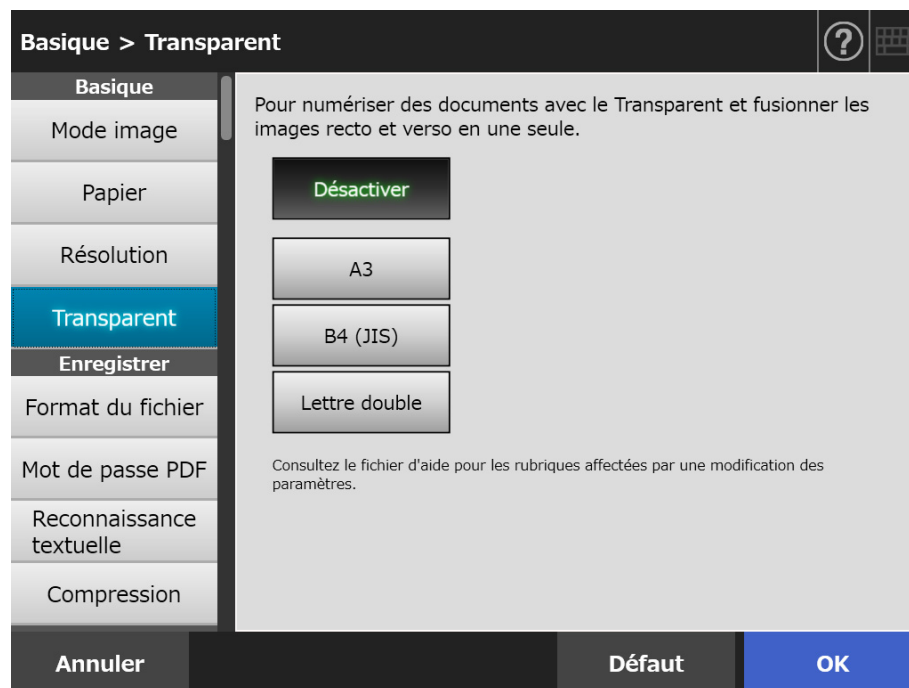 Basique > Transparent
?
Basique
Mode image
Papier
Résolution
Transparent
Enregistrer
Format du fichier
Mot de passe PDF
Reconnaissance
textuelle
Compression
Pour numériser des documents avec le Transparent et fusionner les
images recto et verso en une seule.
Désactiver
A3
B4 (JIS)
Lettre double
Consultez le fichier d'aide pour les rubriques affectées par une modification des
paramètres.
Annuler
Défaut
OK